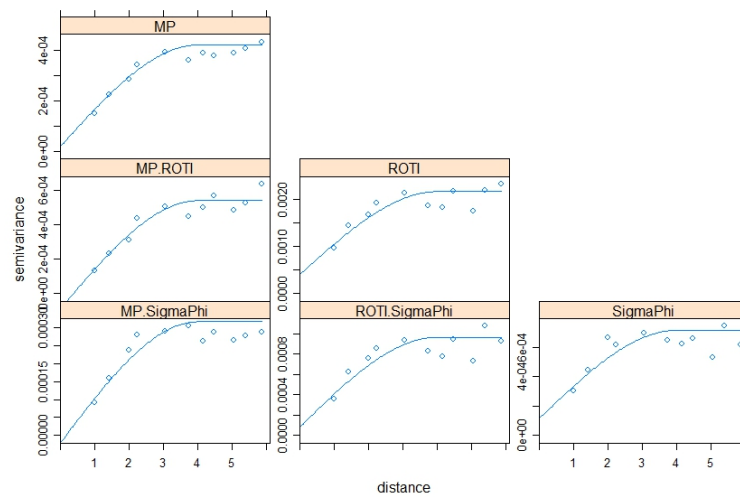 MP
0e+00 2e-04 4e-04
MP.ROTI
0e+00 2e-04 4e-04 6e-04
ROTI
0.0000 0.0010 0.0020
semivariance
MP.SigmaPhi
0.00000 0.00015 0.00030
ROTI.SigmaPhi
0.0000 0.0004 0.0008
SigmaPhi
0e+00 4e-04 6e-04
1 2 3 4 5
1 2 3 4 5
distance